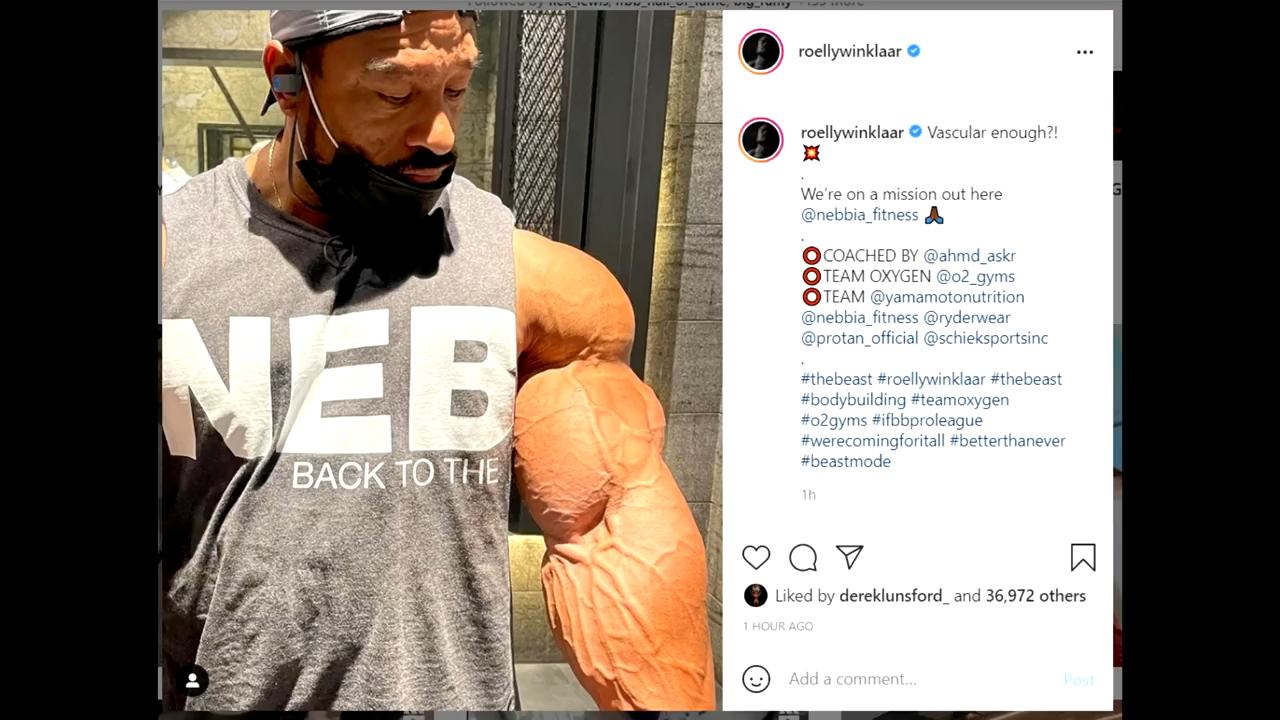 NEB
BACK TO THE
roellywinklaar
roellywinklaar Vascular enough?!
💥
.
We're on a mission out here
@nebbia_fitness 🙏🏿
.
⭕COACHED BY @ahmd_askr
⭕TEAM OXYGEN @o2_gyms
⭕TEAM @yamamotonutrition
@nebbia_fitness @ryderwear
@protan_official @schieksportsinc
.
#thebeast #roellywinklaar #thebeast
#bodybuilding #teamoxygen
#o2gyms #ifbbproleague
#werecomingforitall #betterthanever
#beastmode
1h
Liked by dereklunsford_ and 36,972 others
1 HOUR AGO
Add a comment...
Post